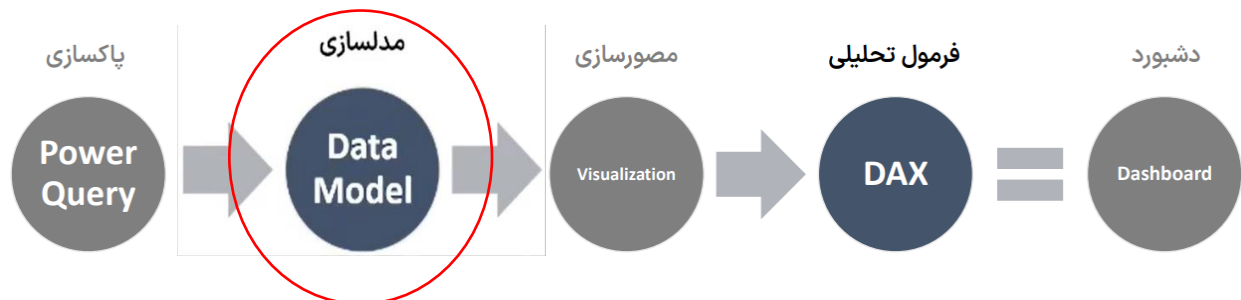 پاکسازی
مدلسازی
مصورسازی
فرمول تحلیلی
دشبورد
Power
Query
Data
Model
Visualization
DAX
Dashboard